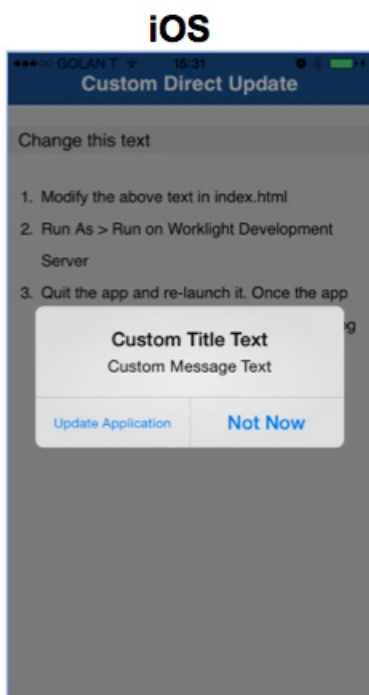 iOS
GOLAN T 15:31
Custom Direct Update
Change this text
1. Modify the above text in index.html
2. Run As > Run on Worklight Development
Server
3. Quit the app and re-launch it. Once the app
Custom Title Text
Custom Message Text
Update Application Not Now